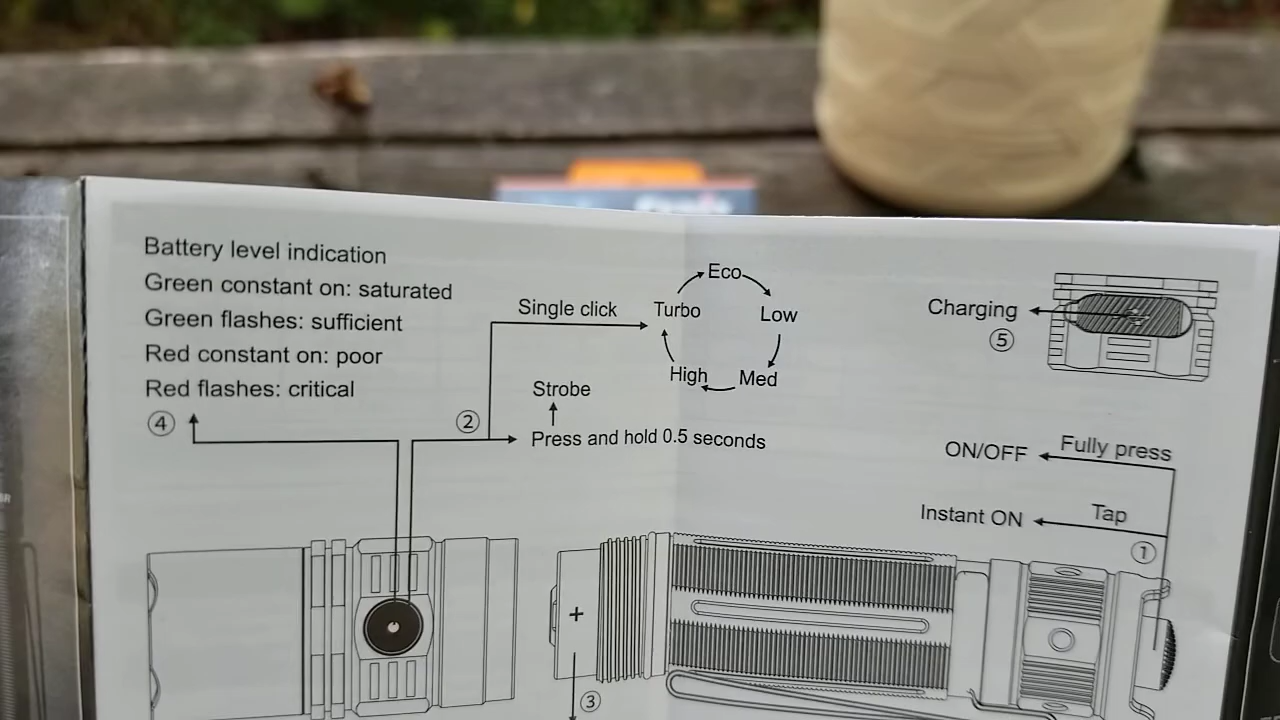 Battery level indication
Green constant on: saturated
Green flashes: sufficient
Red constant on: poor
Red flashes: critical
④
②
Single click
Eco
Low
Med
High
Turbo
Strobe
Press and hold 0.5 seconds
Charging
⑤
ON/OFF
Fully press
Instant ON
Tap
①
+
③